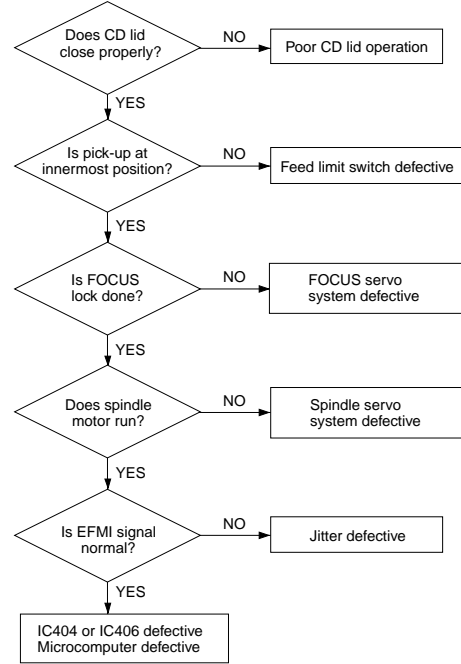 Does CD lid
close properly?
NO
Poor CD lid operation
YES
Is pick-up at
innermost position?
NO
Feed limit switch defective
YES
Is FOCUS
lock done?
NO
FOCUS servo
system defective
YES
Does spindle
motor run?
NO
Spindle servo
system defective
YES
Is EFMI signal
normal?
NO
Jitter defective
YES
IC404 or IC406 defective
Microcomputer defective